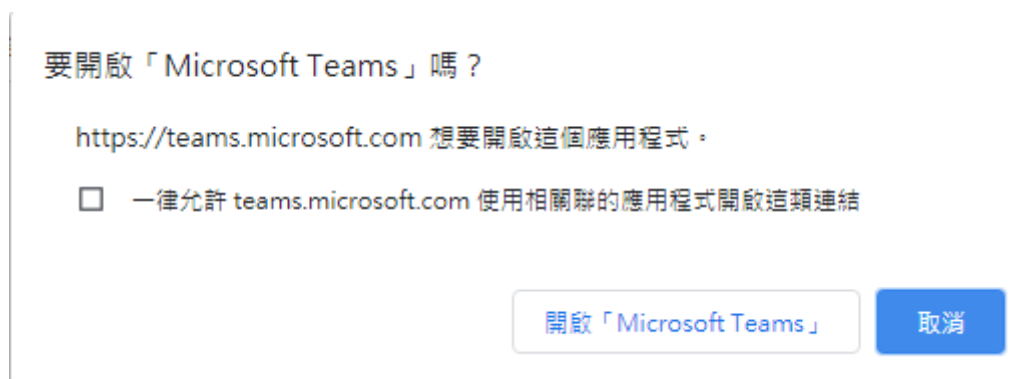 要開啟「Microsoft Teams」嗎？
https://teams.microsoft.com 想要開啟這個應用程式。
一律允許 teams.microsoft.com 使用相關聯的應用程式開啟這類連結
開啟「Microsoft Teams」
取消